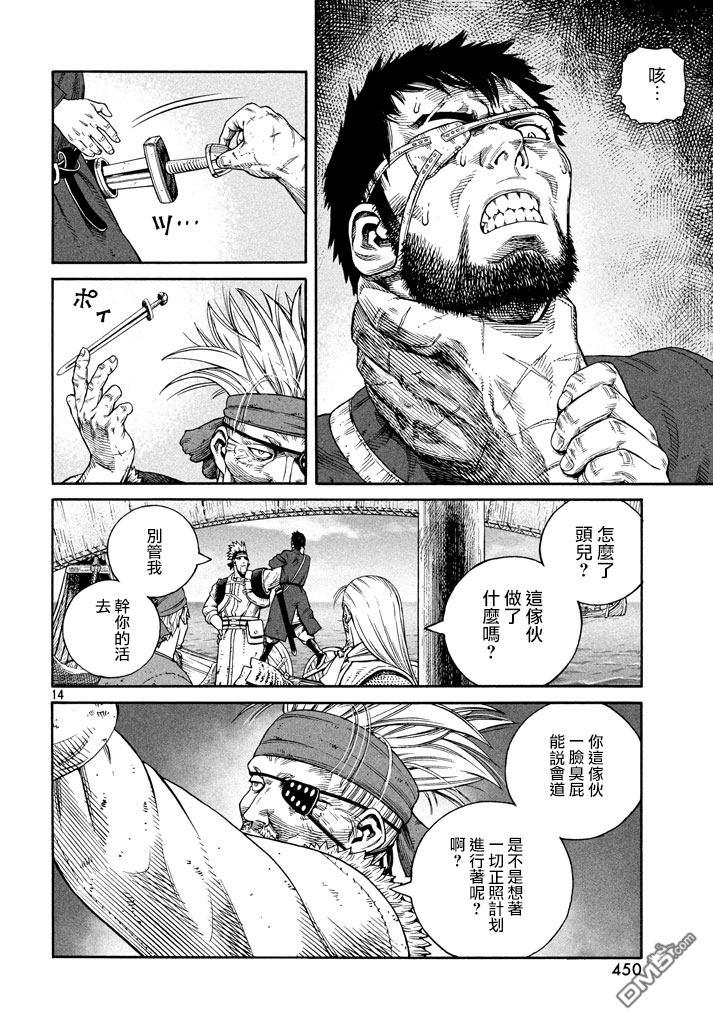 咳…
ツ…
ポイ
怎麼了
頭兒?
這傢伙
做了
什麼嗎?
別管我
幹你的活
去
14
你這傢伙
一臉臭屁
能説會道
是不是想著
一切正照計划
進行著呢?
啊?
450
DM5.com